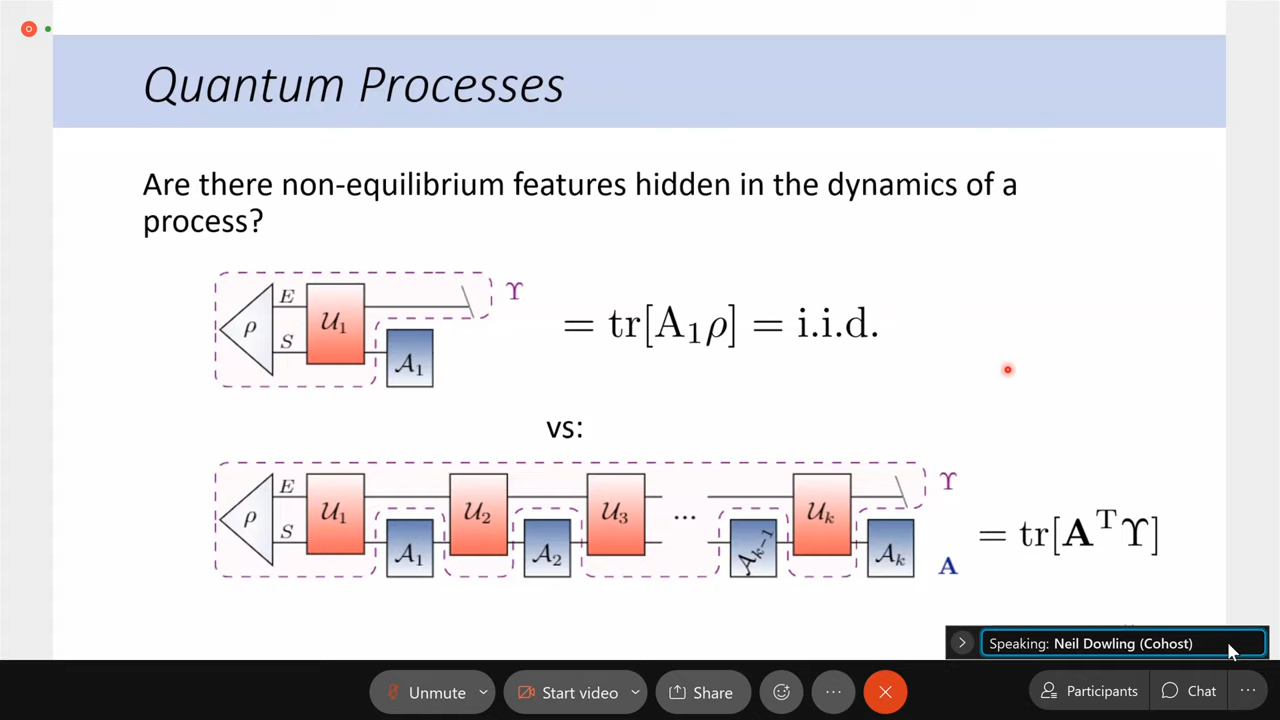 Quantum Processes
Are there non-equilibrium features hidden in the dynamics of a
process?
E
ρ
S
𝒰₁
𝒜₁
ϒ
= tr[A₁ρ] = i.i.d.
vs:
E
ρ
S
𝒰₁
𝒜₁
𝒰₂
𝒜₂
𝒰₃
...
𝒜ₖ₋₁
𝒰ₖ
𝒜ₖ
ϒ
A
= tr[Aᵀϒ]
Speaking: Neil Dowling (Cohost)
Unmute
Start video
Share
Participants
Chat